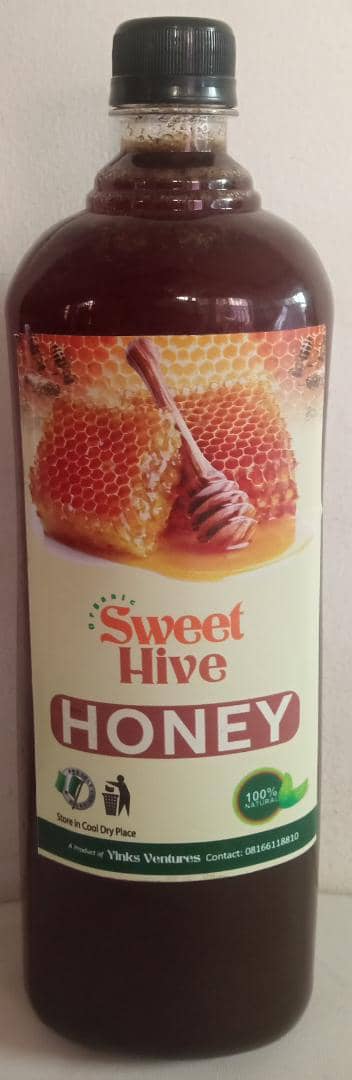 Organic
Sweet
Hive
HONEY
100%
NATURAL
Store in Cool Dry Place
A Product of Yinks Ventures Contact: 08166118810